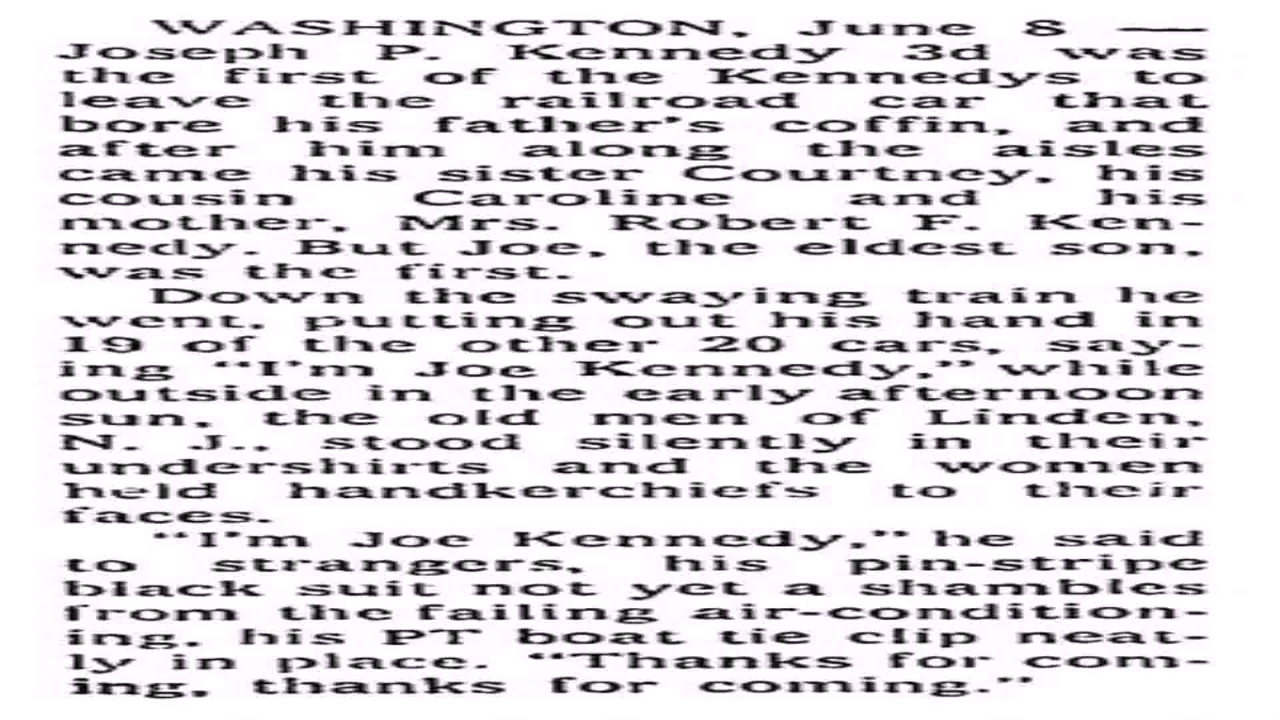 WASHINGTON, June 8 —
Joseph P. Kennedy 3d was
the first of the Kennedys to
leave the railroad car that
bore his father's coffin, and
after him along the aisles
came his sister Courtney, his
cousin Caroline and his
mother, Mrs. Robert F. Ken-
nedy. But Joe, the eldest son,
was the first.
Down the swaying train he
went, putting out his hand in
19 of the other 20 cars, say-
ing "I'm Joe Kennedy," while
outside in the early afternoon
sun, the old men of Linden,
N. J., stood silently in their
undershirts and the women
held handkerchiefs to their
faces.
"I'm Joe Kennedy," he said
to strangers, his pin-stripe
black suit not yet a shambles
from the failing air-condition-
ing, his PT boat tie clip neat-
ly in place. "Thanks for com-
ing, thanks for coming."